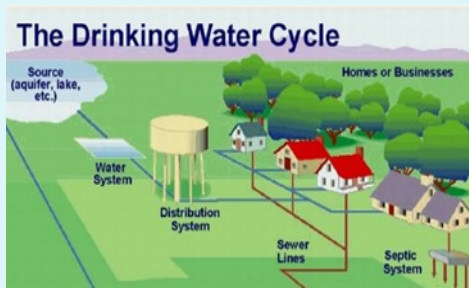 The Drinking Water Cycle
Source
(aquifer, lake,
etc.)
Homes or Businesses
Water
System
Distribution
System
Sewer
Lines
Septic
System